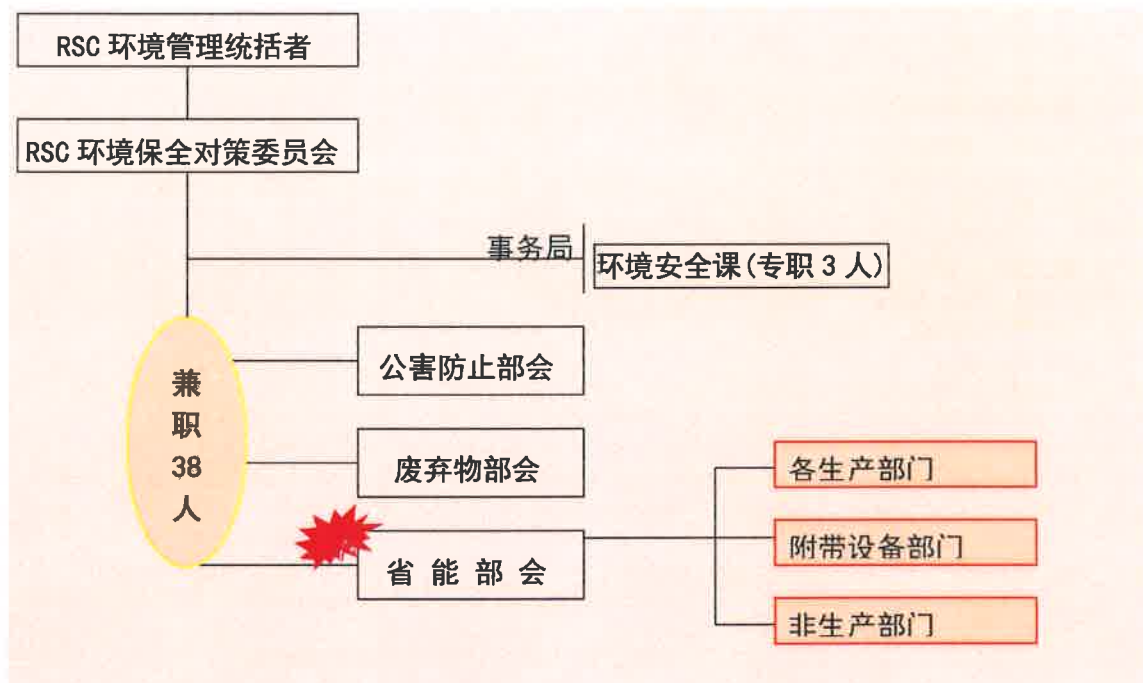 RSC 环境管理统括者
RSC 环境保全对策委员会
事务局
环境安全课(专职 3 人)
兼
职
38
人
公害防止部会
废弃物部会
省 能 部 会
各生产部门
附带设备部门
非生产部门